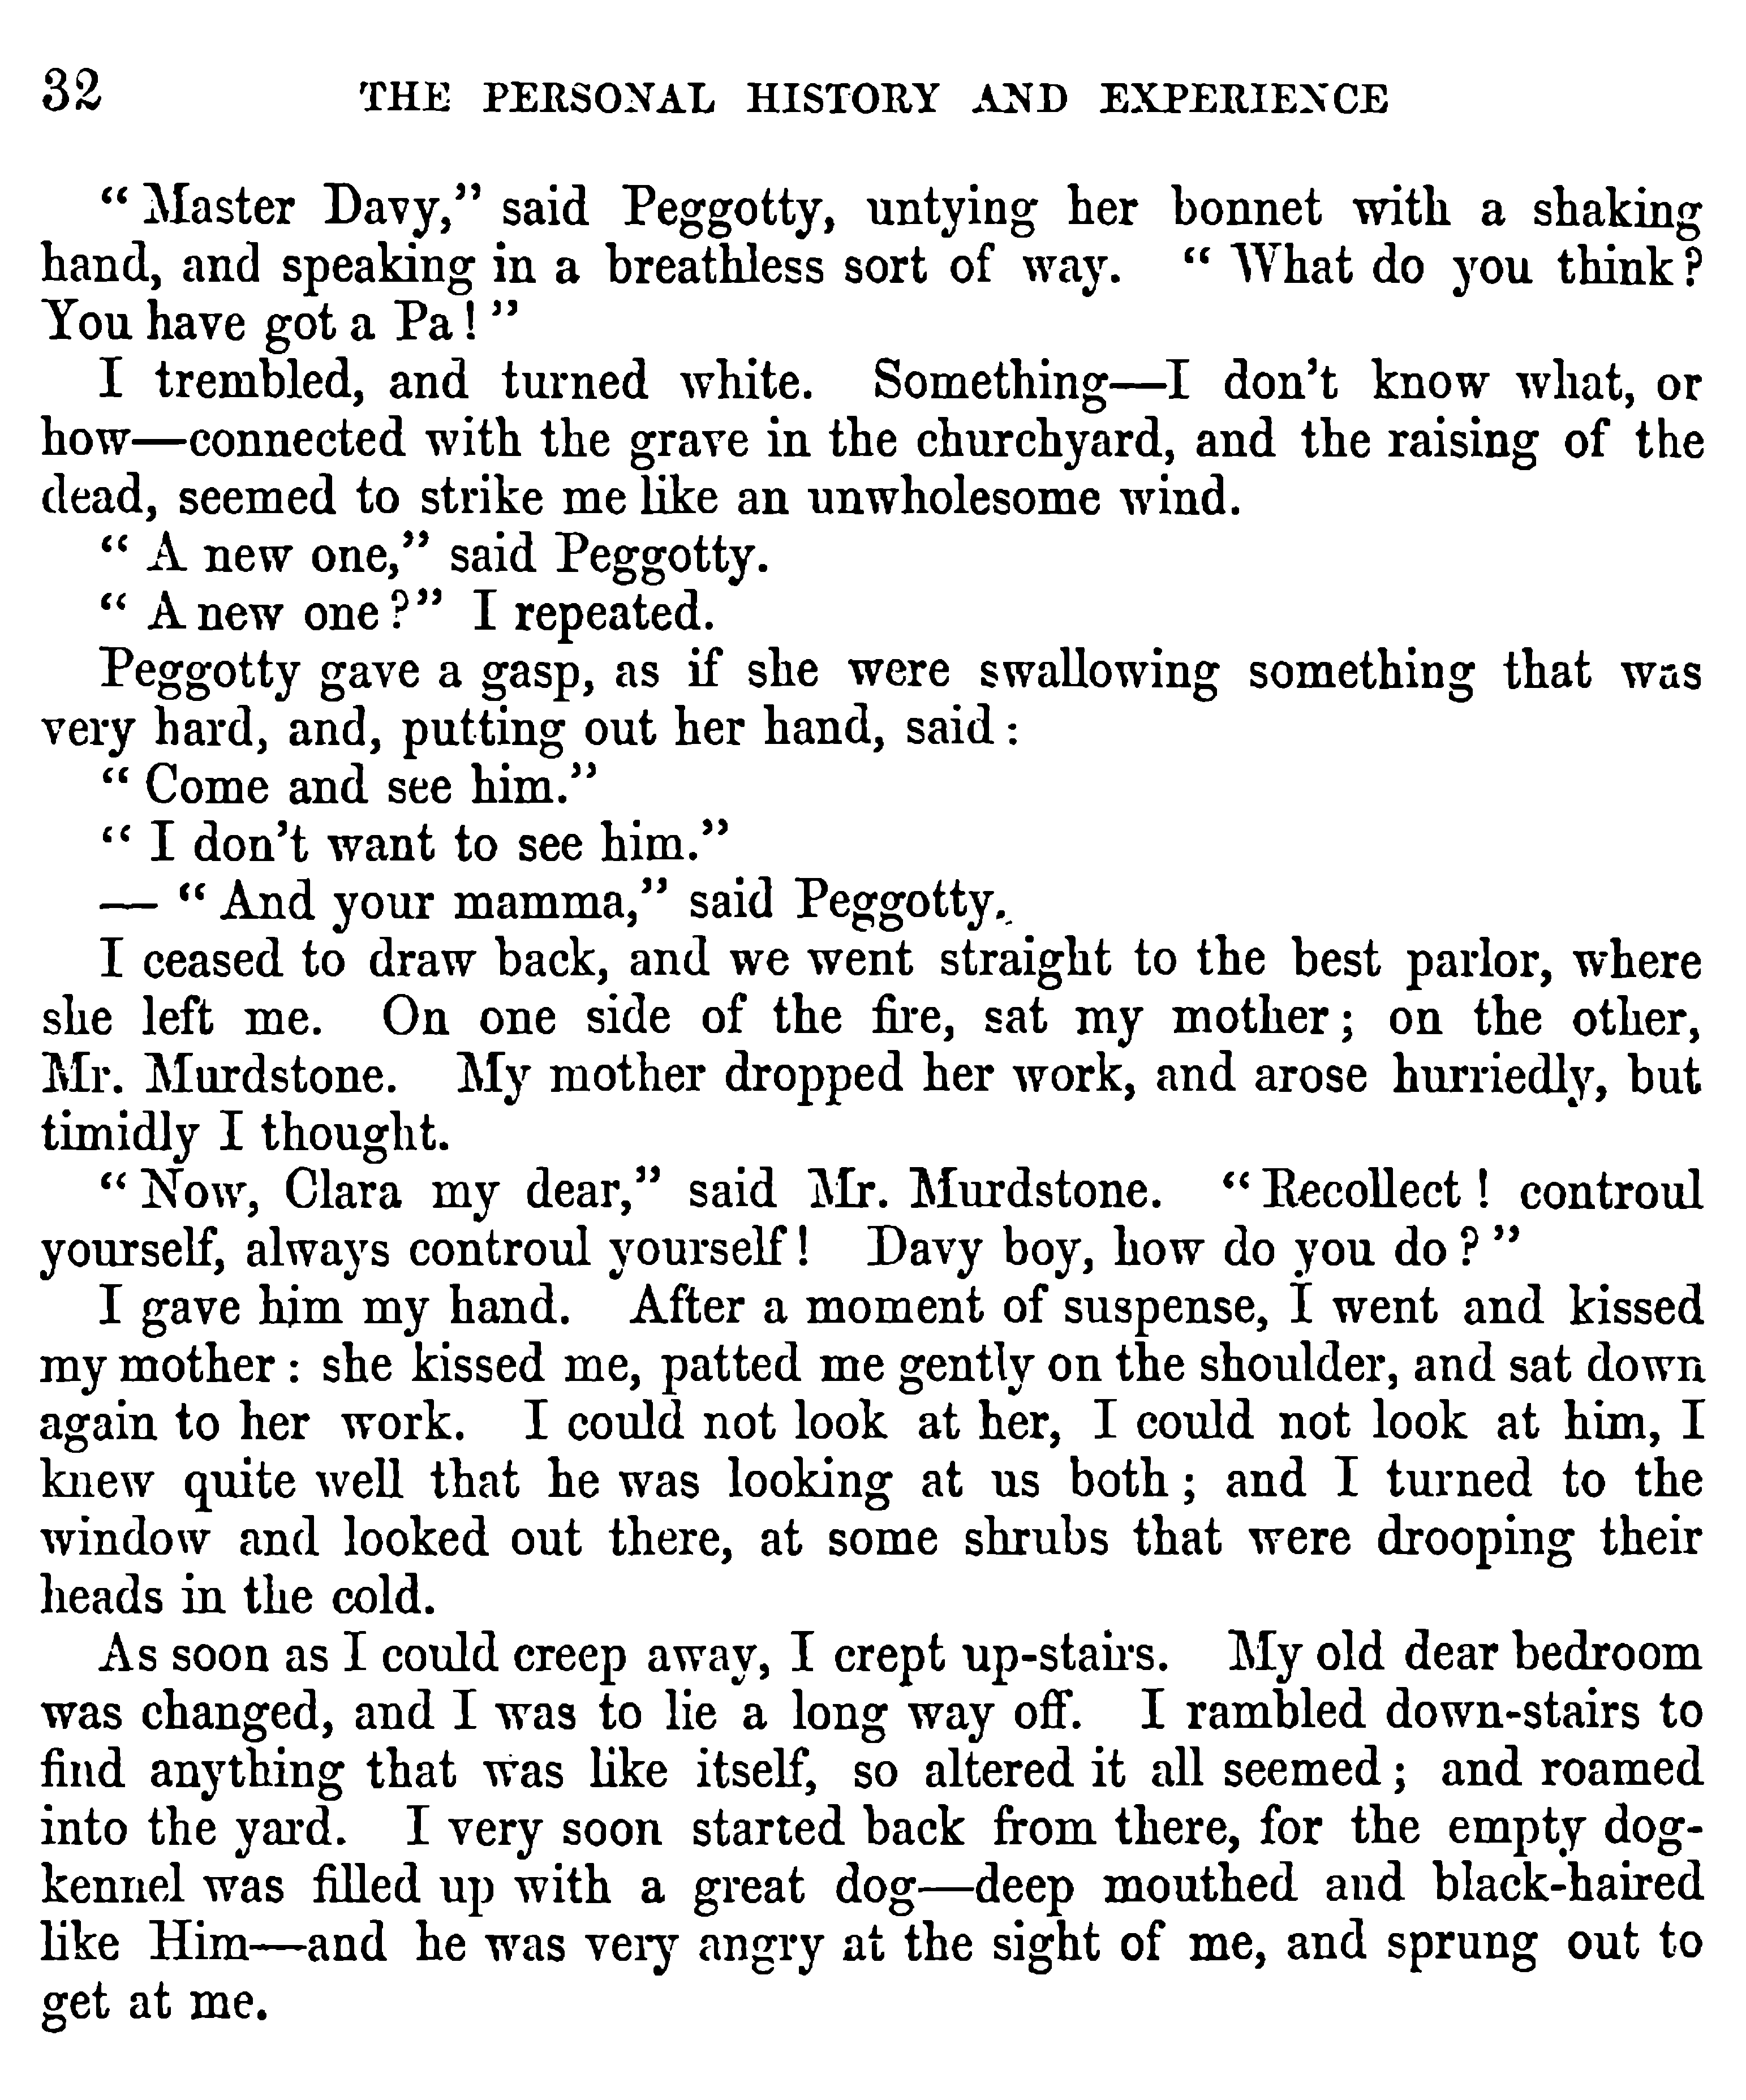 32 THE PERSONAL HISTORY AND EXPERIENCE
“Master Davy,” said Peggotty, untying her bonnet with a shaking
hand, and speaking in a breathless sort of way. “What do you think?
You have got a Pa!”
I trembled, and turned white. Something—I don’t know what, or
how—connected with the grave in the churchyard, and the raising of the
dead, seemed to strike me like an unwholesome wind.
“A new one,” said Peggotty.
“A new one?” I repeated.
Peggotty gave a gasp, as if she were swallowing something that was
very hard, and, putting out her hand, said:
“Come and see him.”
“I don’t want to see him.”
— “And your mamma,” said Peggotty.
I ceased to draw back, and we went straight to the best parlor, where
she left me. On one side of the fire, sat my mother; on the other,
Mr. Murdstone. My mother dropped her work, and arose hurriedly, but
timidly I thought.
“Now, Clara my dear,” said Mr. Murdstone. “Recollect! controul
yourself, always controul yourself! Davy boy, how do you do?”
I gave him my hand. After a moment of suspense, I went and kissed
my mother: she kissed me, patted me gently on the shoulder, and sat down
again to her work. I could not look at her, I could not look at him, I
knew quite well that he was looking at us both; and I turned to the
window and looked out there, at some shrubs that were drooping their
heads in the cold.
As soon as I could creep away, I crept up-stairs. My old dear bedroom
was changed, and I was to lie a long way off. I rambled down-stairs to
find anything that was like itself, so altered it all seemed; and roamed
into the yard. I very soon started back from there, for the empty dog-
kennel was filled up with a great dog—deep mouthed and black-haired
like Him—and he was very angry at the sight of me, and sprung out to
get at me.